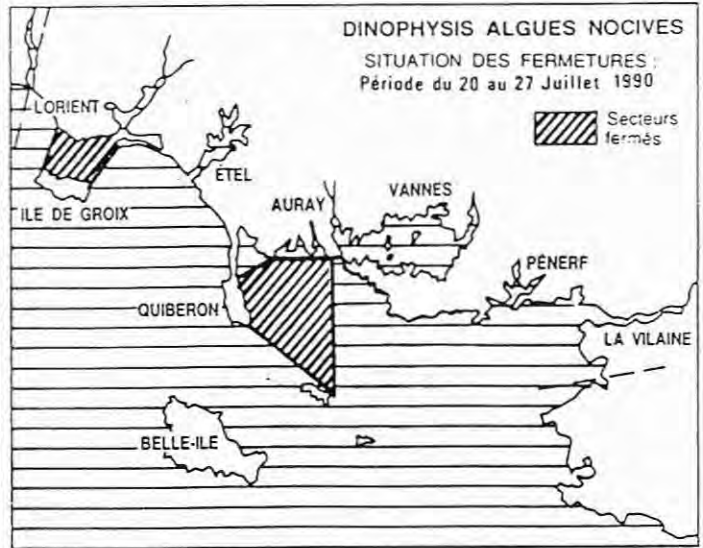 DINOPHYSIS ALGUES NOCIVES
SITUATION DES FERMETURES :
Période du 20 au 27 Juillet 1990
Secteurs
fermés
LORIENT
ÉTEL
ILE DE GROIX
AURAY
VANNES
PÉNERF
QUIBERON
LA VILAINE
BELLE-ILE